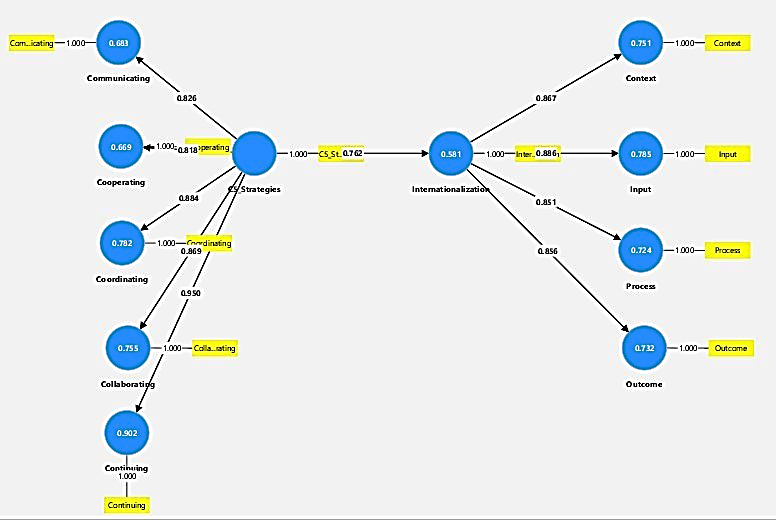 Com...icating 1.000 0.683
Communicating
0.826
0.669 1.000 0.818 perating
Cooperating
0.884
0.782 1.000 Coordinating
Coordinating
0.869
0.950
0.755 1.000 Colla...rating
Collaborating
0.902
Continuing
1.000
Continuing
CS_Strategies
1.000 CS_St 0.762
0.581
Internationalization
1.000 Inter 0.886
0.867
0.751 1.000 Context
Context
0.785 1.000 Input
Input
0.851
0.724 1.000 Process
Process
0.856
0.732 1.000 Outcome
Outcome